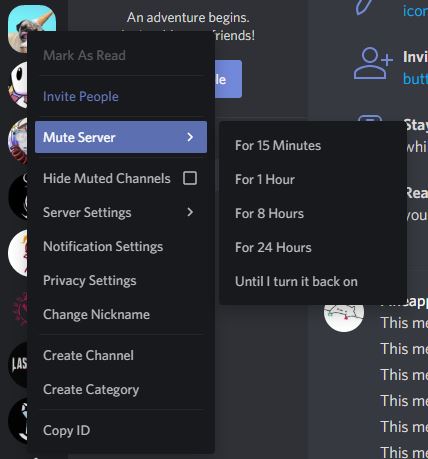 An adventure begins.
friends!
icon
Mark As Read
Invi
Invite People
butt
Mute Server
Stay
For 15 Minutes
whi
Hide Muted Channels
For 1 Hour
Rea
Server Settings
For 8 Hours
you
Notification Settings
For 24 Hours
Privacy Settings
Until I turn it back on
Change Nickname
This me
Create Channel
This me
This me
Create Category
This me
This me
Copy ID
This me
LAS